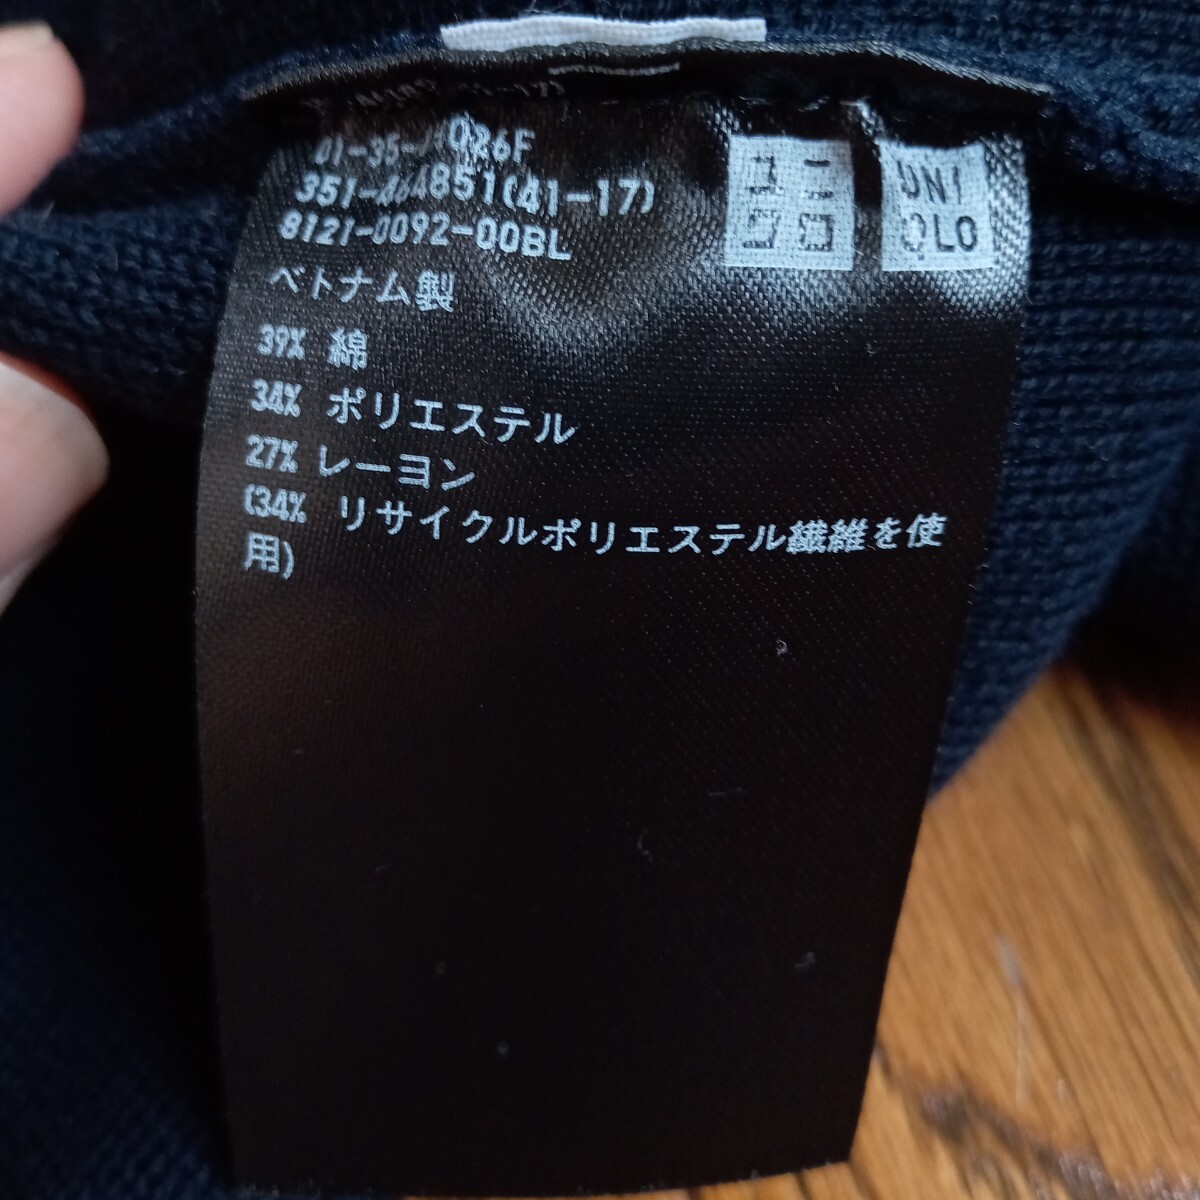 ユニ
クロ
UNI
QLO
351-464851(41-17)
8121-0092-00BL
ベトナム製
39% 綿
34% ポリエステル
27% レーヨン
(34% リサイクルポリエステル繊維を使
用)